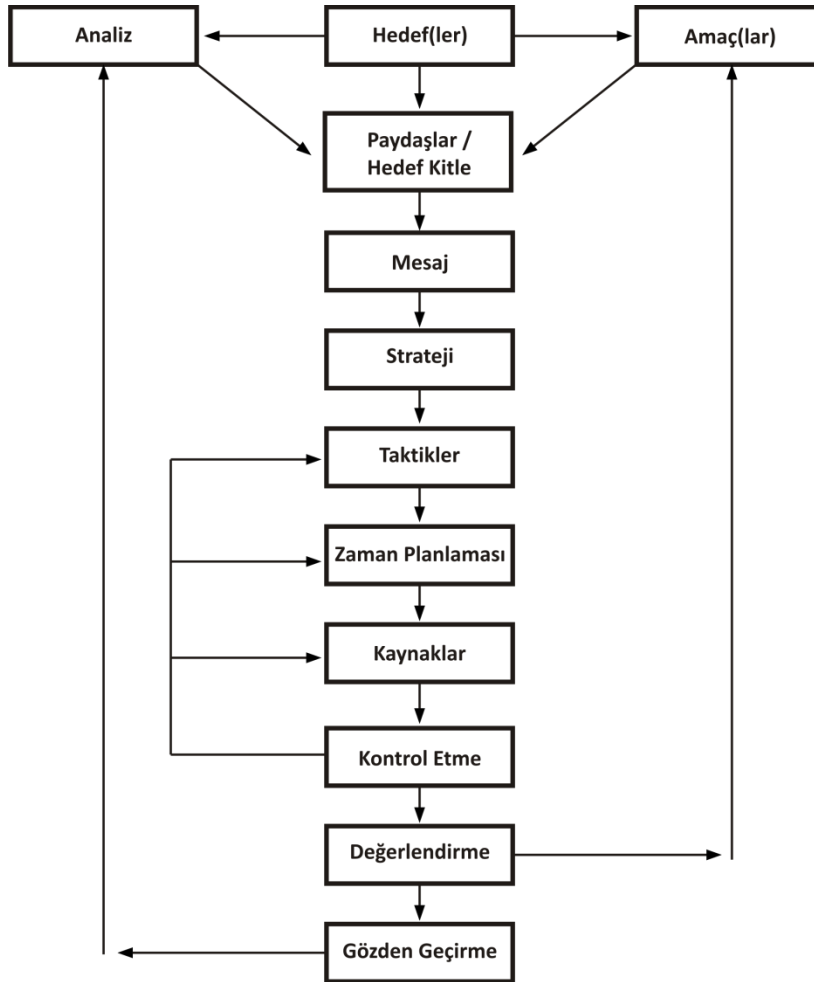 Analiz
Hedef(ler)
Amaç(lar)
Paydaşlar /
Hedef Kitle
Mesaj
Strateji
Taktikler
Zaman Planlaması
Kaynaklar
Kontrol Etme
Değerlendirme
Gözden Geçirme